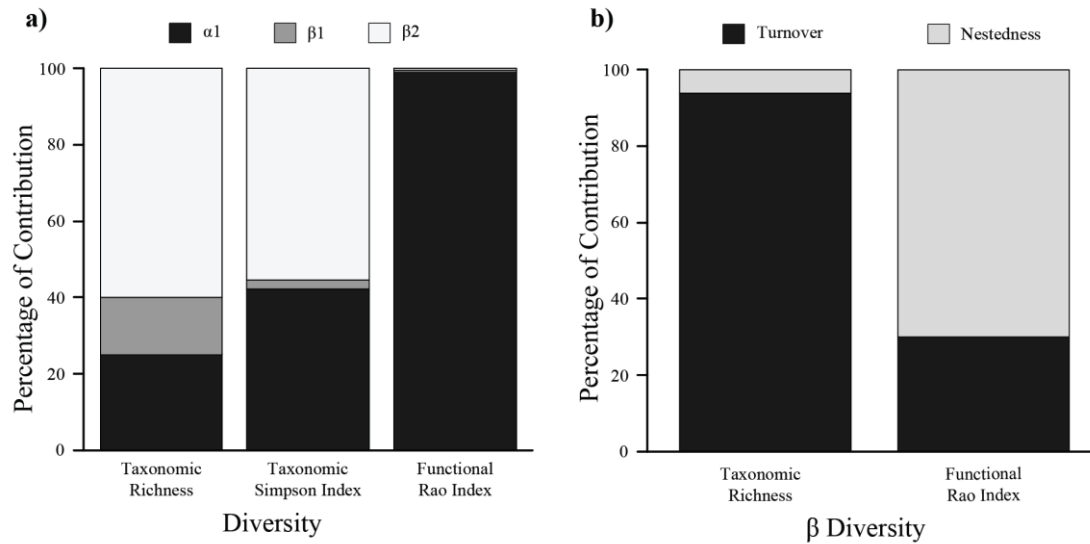 a)
α1
β1
β2
Percentage of Contribution
100
80
60
40
20
0
Taxonomic
Richness
Taxonomic
Simpson Index
Functional
Rao Index
Diversity
b)
Turnover
Nestedness
Percentage of Contribution
100
80
60
40
20
0
Taxonomic
Richness
Functional
Rao Index
β Diversity